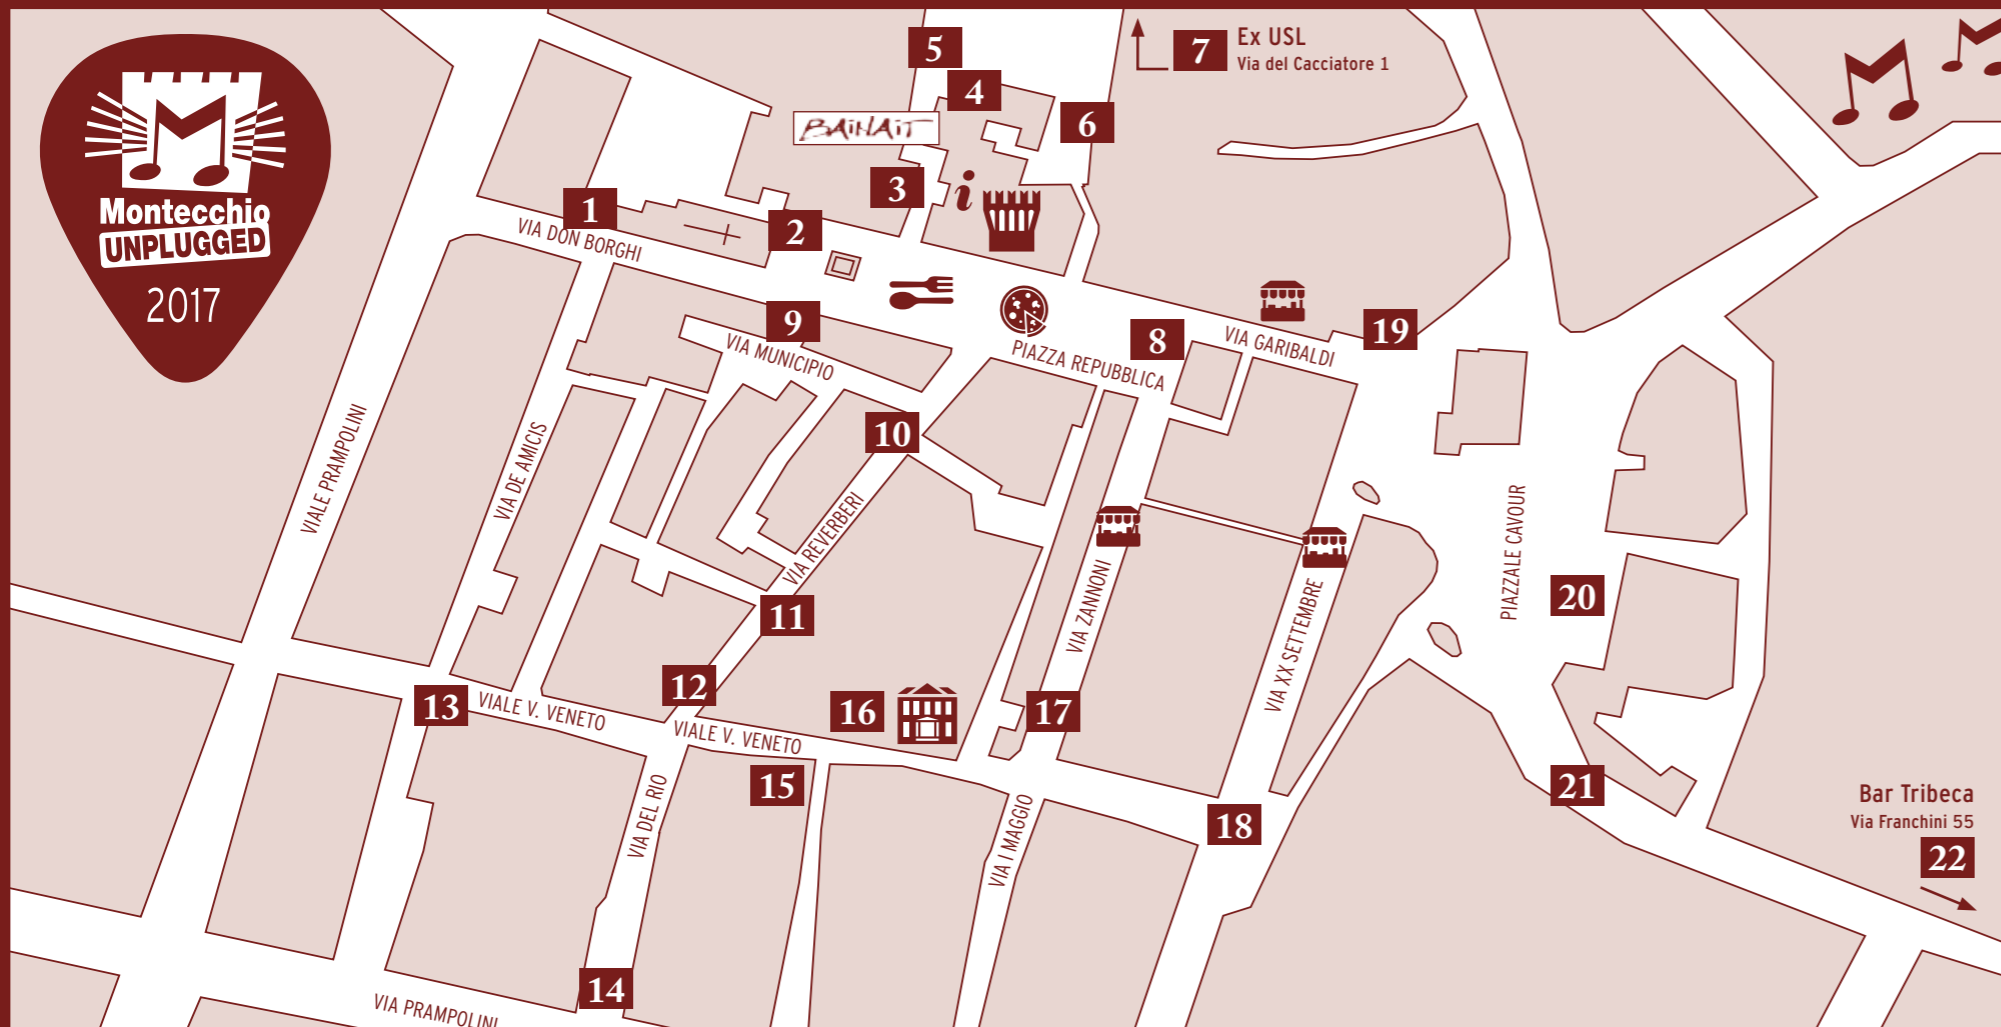 Montecchio
UNPLUGGED
2017
5
4
BAiNAiT
6
7
Ex USL
Via del Cacciatore 1
3
i
1
2
VIA DON BORGHI
9
VIA MUNICIPIO
PIAZZA REPUBBLICA
8
VIA GARIBALDI
19
VIALE PRAMPOLINI
VIA DE AMICIS
10
VIA REVERBERI
11
VIA ZANNONI
VIA XX SETTEMBRE
PIAZZALE CAVOUR
20
12
13
VIALE V. VENETO
VIALE V. VENETO
16
17
15
VIA DEL RIO
VIA I MAGGIO
18
21
Bar Tribeca
Via Franchini 55
22
14
VIA PRAMPOLINI